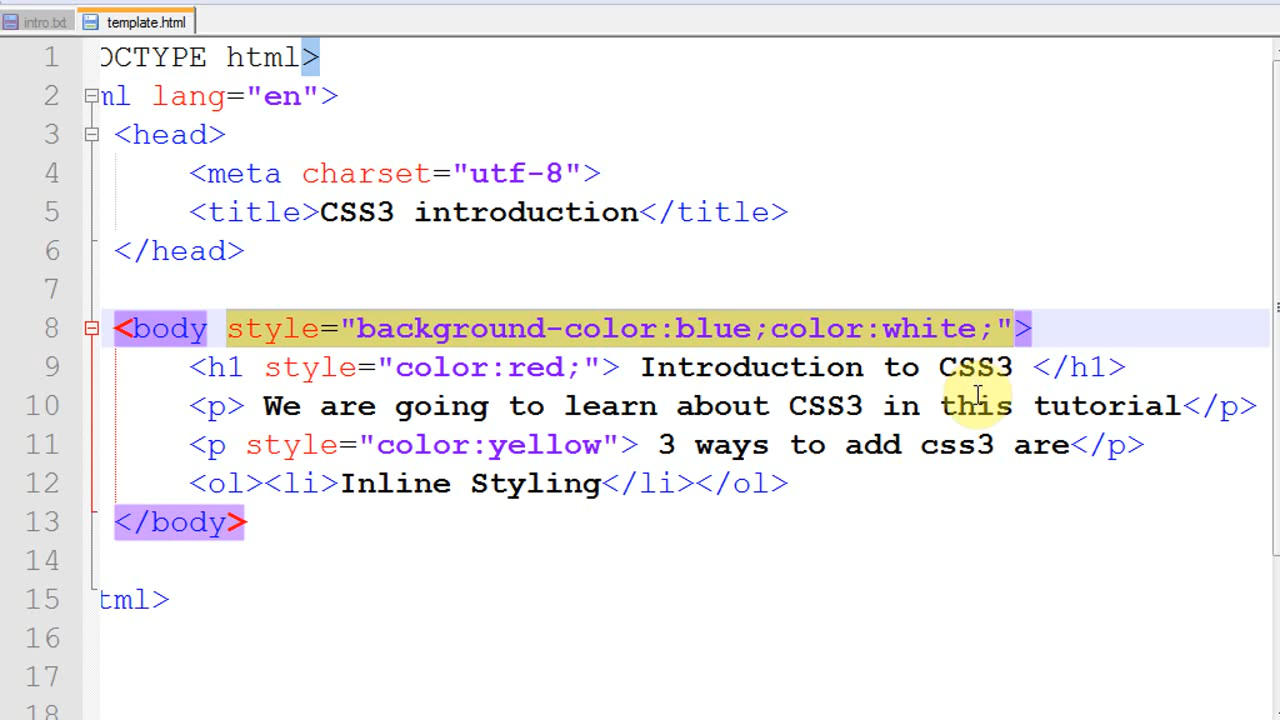 intro.txt template.html
1 OCTYPE html>
2 ml lang="en">
3 <head>
4 <meta charset="utf-8">
5 <title>CSS3 introduction</title>
6 </head>
7
8 <body style="background-color:blue;color:white;">
9 <h1 style="color:red;"> Introduction to CSS3 </h1>
10 <p> We are going to learn about CSS3 in this tutorial</p>
11 <p style="color:yellow"> 3 ways to add css3 are</p>
12 <ol><li>Inline Styling</li></ol>
13 </body>
14
15 tml>
16
17
18